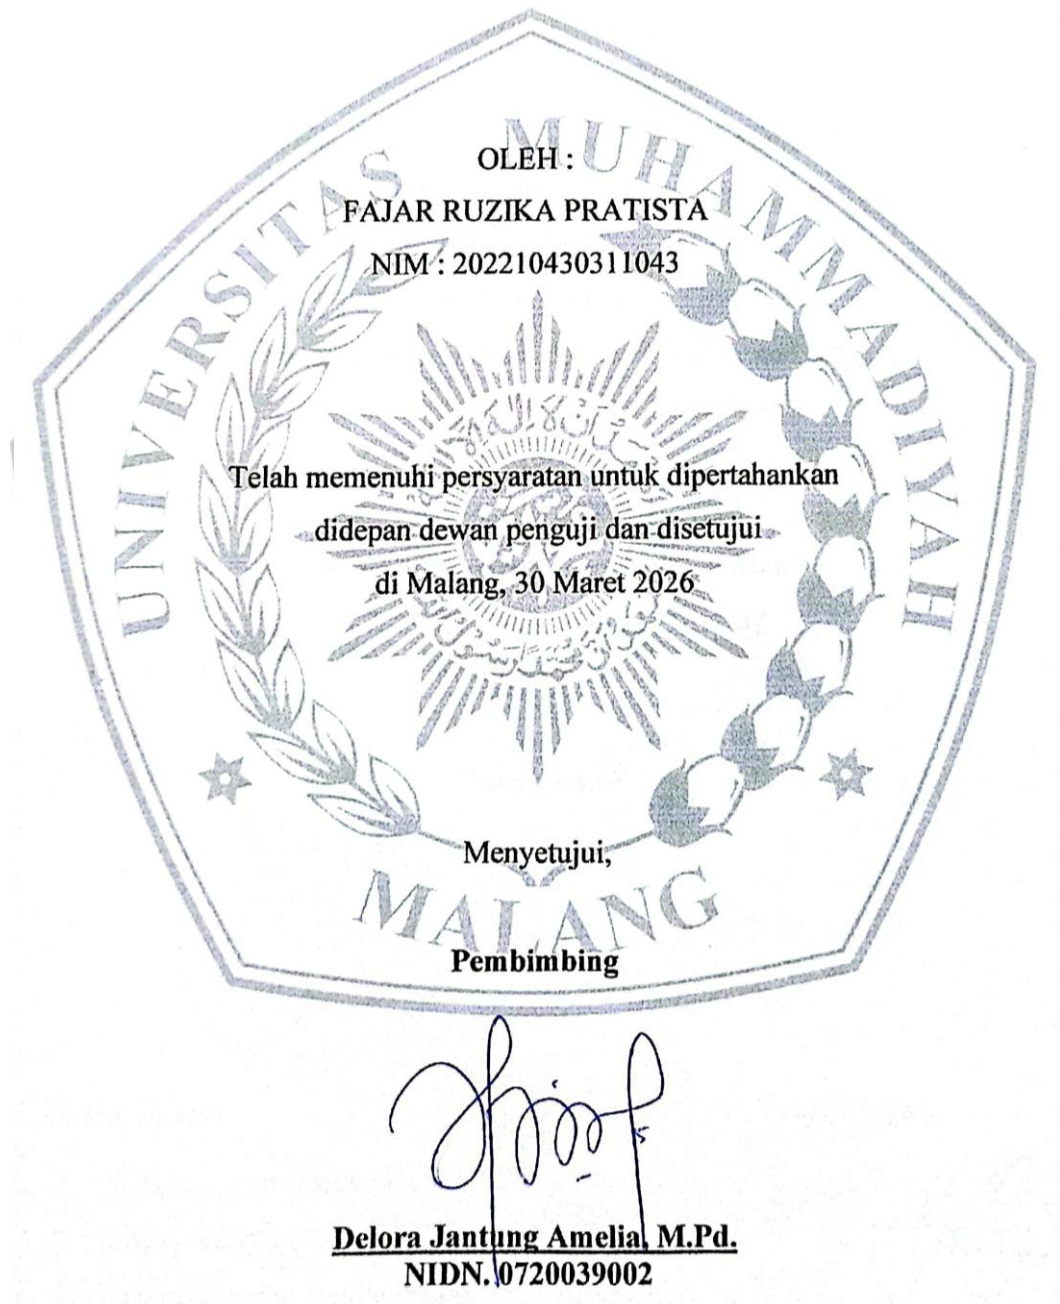 UNIVERSITAS MUHAMMADIYAH
OLEH :
FAJAR RUZIKA PRATISTA
NIM : 202210430311043
Telah memenuhi persyaratan untuk dipertahankan
didepan dewan penguji dan disetujui
di Malang, 30 Maret 2026
Menyetujui,
MALANG
Pembimbing
Delora Jantung Amelia, M.Pd.
NIDN. 0720039002